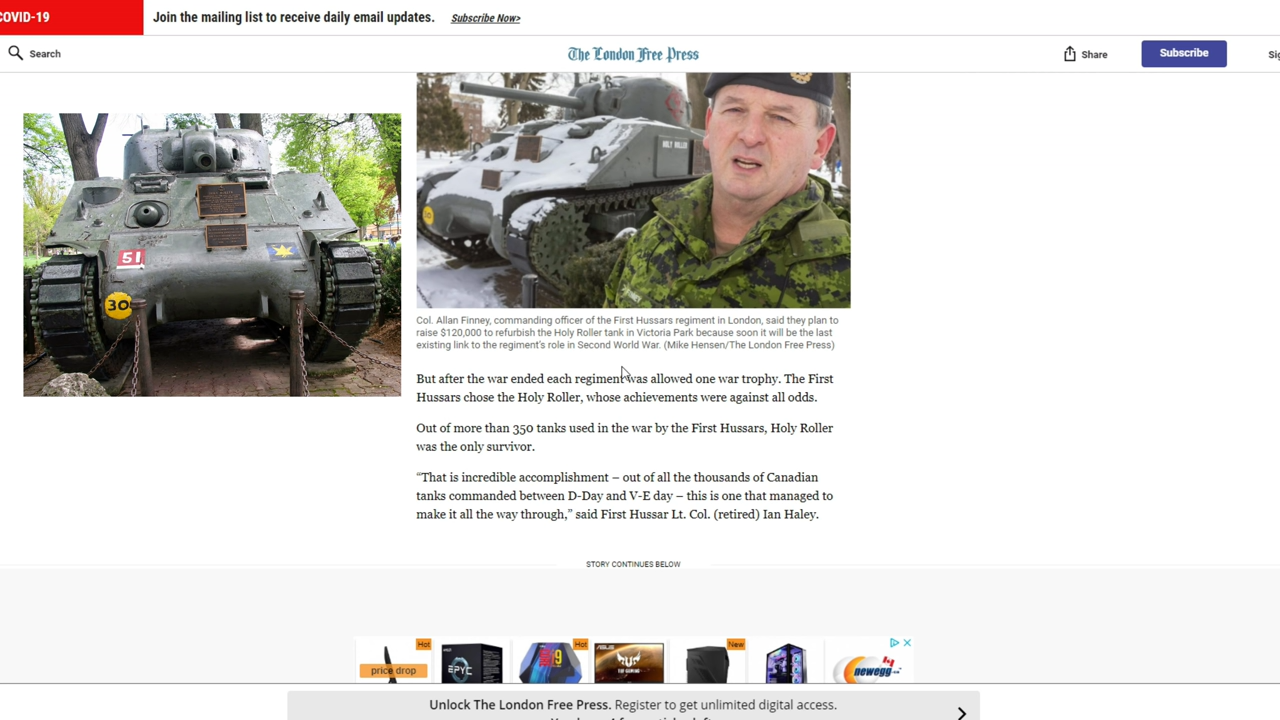 COVID-19
Join the mailing list to receive daily email updates. Subscribe Now>
Search
The London Free Press
Share
Subscribe
HOLY ROLLER
51
30
Col. Allan Finney, commanding officer of the First Hussars regiment in London, said they plan to
raise $120,000 to refurbish the Holy Roller tank in Victoria Park because soon it will be the last
existing link to the regiment's role in Second World War. (Mike Hensen/The London Free Press)
But after the war ended each regiment was allowed one war trophy. The First
Hussars chose the Holy Roller, whose achievements were against all odds.
Out of more than 350 tanks used in the war by the First Hussars, Holy Roller
was the only survivor.
“That is incredible accomplishment – out of all the thousands of Canadian
tanks commanded between D-Day and V-E day – this is one that managed to
make it all the way through,” said First Hussar Lt. Col. (retired) Ian Haley.
STORY CONTINUES BELOW
Hot
Hot
New
price drop
AMD
EPYC
ASUS
TUF GAMING
newegg
Unlock The London Free Press. Register to get unlimited digital access.